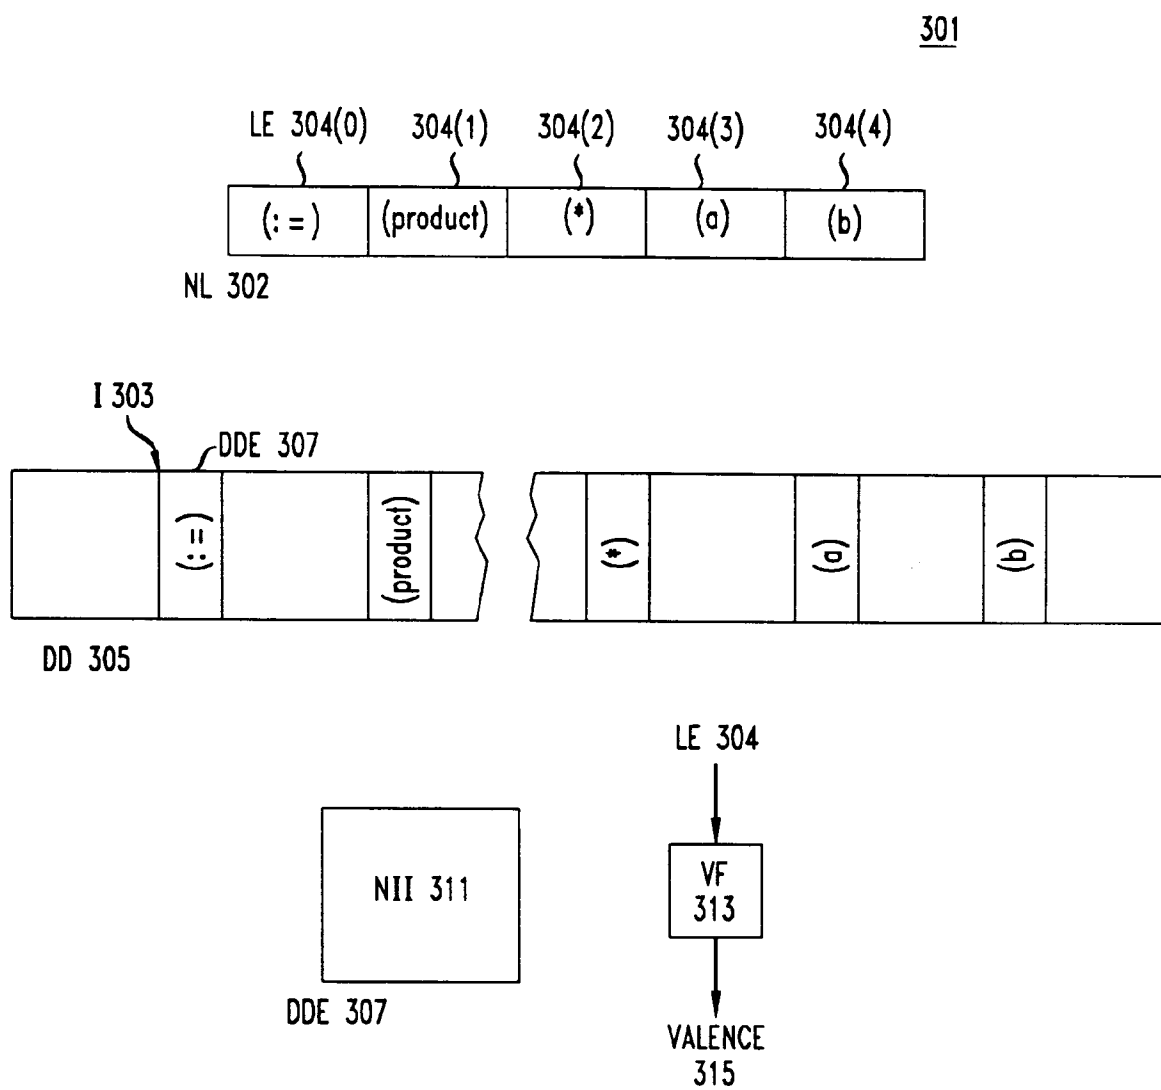 301
LE 304(0) 304(1) 304(2) 304(3) 304(4)
(:=) (product) (*) (a) (b)
NL 302
I 303
DDE 307
(:=) (product) (*) (a) (b)
DD 305
LE 304
NII 311
VF
313
DDE 307
VALENCE
315